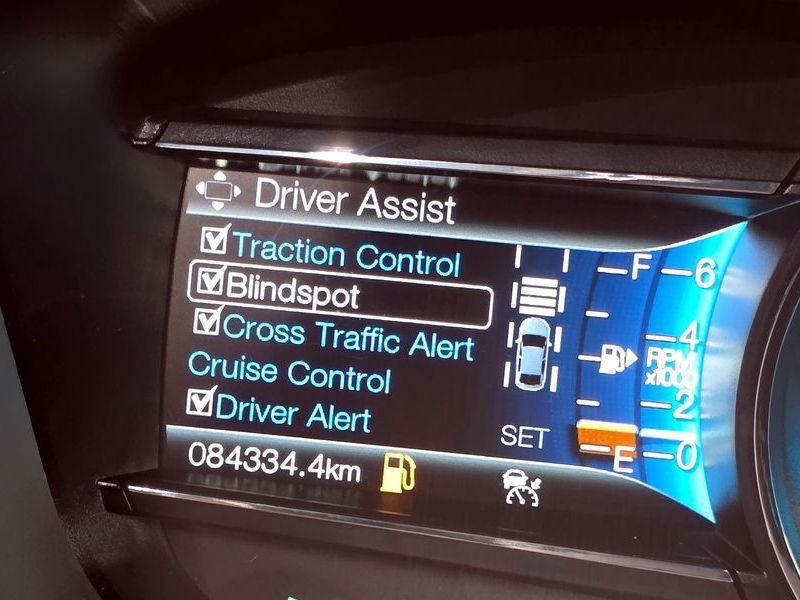 Driver Assist
Traction Control
Blindspot
Cross Traffic Alert
Cruise Control
Driver Alert
084334.4km
SET
F
E
6
4
RPM
x1000
2
0